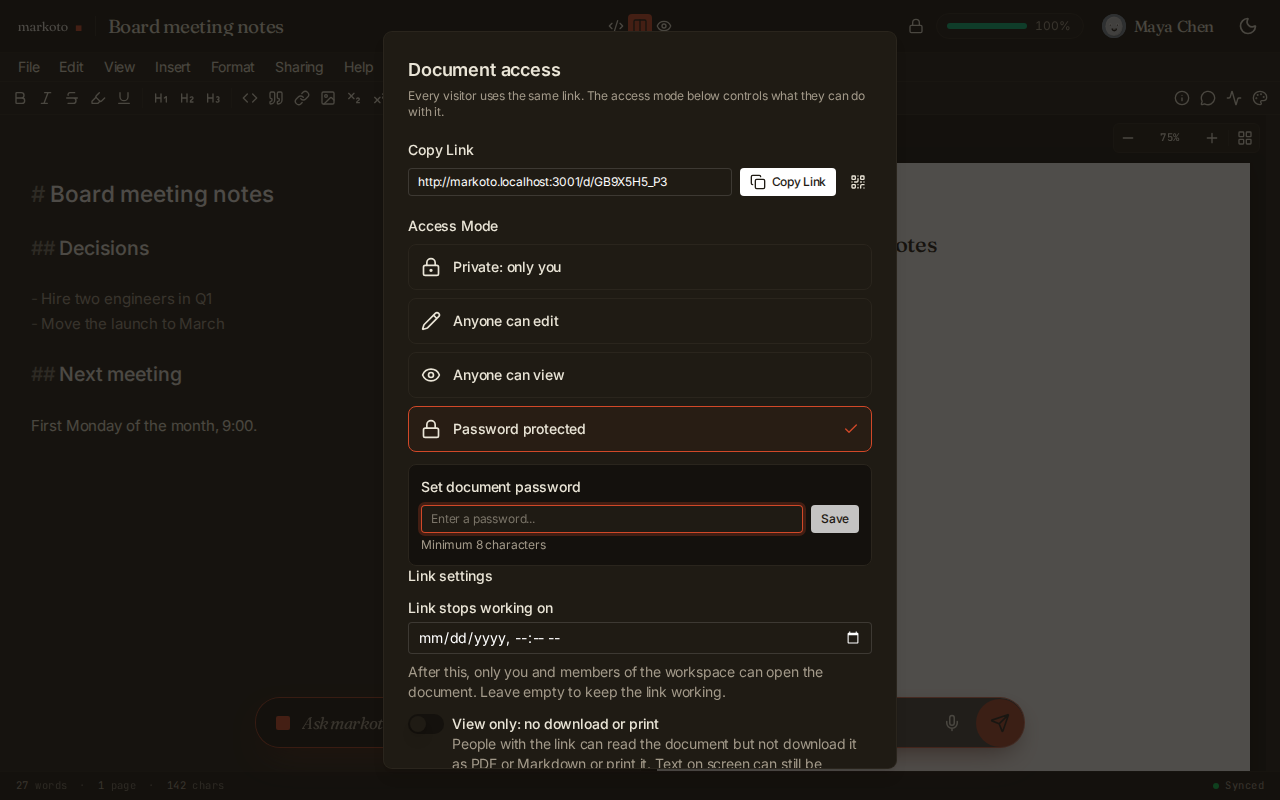 markoto
Board meeting notes
100%
Maya Chen
File Edit View Insert Format Sharing Help
H1 H2 H3
75%
# Board meeting notes
## Decisions
- Hire two engineers in Q1
- Move the launch to March
## Next meeting
First Monday of the month, 9:00.
otes
Document access
Every visitor uses the same link. The access mode below controls what they can do
with it.
Copy Link
http://markoto.localhost:3001/d/GB9X5H5_P3
Copy Link
Access Mode
Private: only you
Anyone can edit
Anyone can view
Password protected
Set document password
Enter a password...
Save
Minimum 8 characters
Link settings
Link stops working on
mm/dd/yyyy, --:-- --
After this, only you and members of the workspace can open the
document. Leave empty to keep the link working.
View only: no download or print
People with the link can read the document but not download it
as PDF or Markdown or print it. Text on screen can still be
Ask markot
27 words · 1 page · 142 chars
Synced